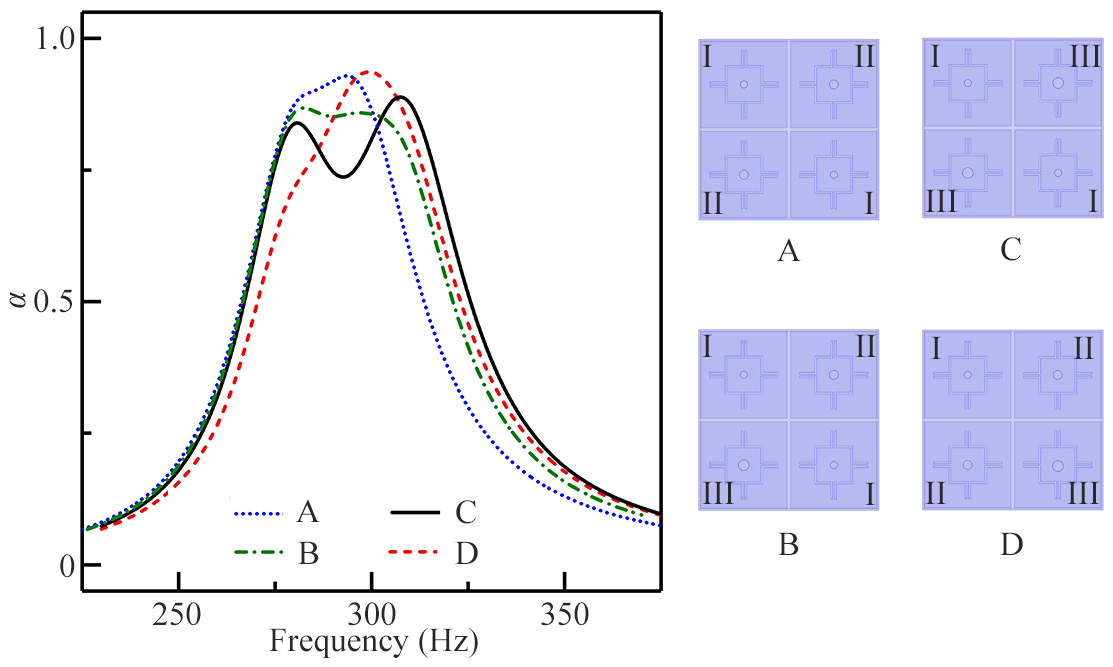 1.0
0.5
0
α
250 300 350
Frequency (Hz)
A C
B D
I II
II I
A
I III
III I
C
I II
III I
B
I II
II III
D